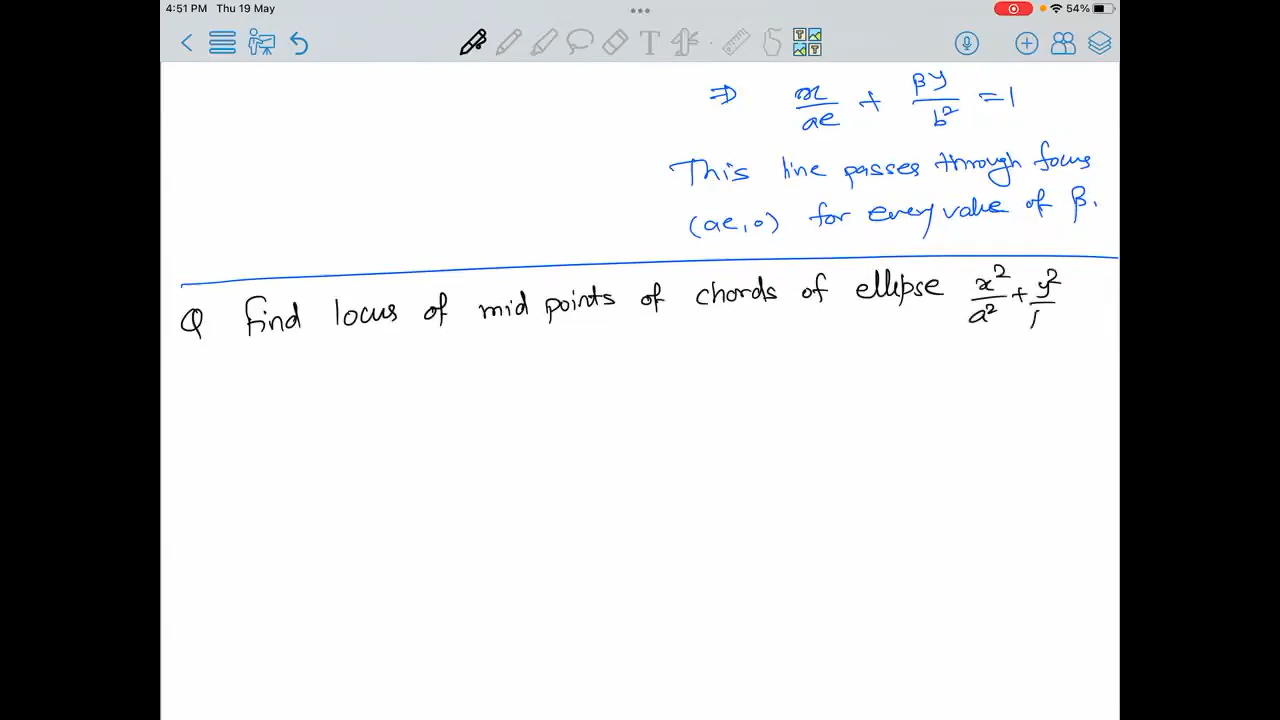 4:51 PM Thu 19 May
54%
⇒ x/ae + βy/b² = 1
This line passes through focus
(ae, 0) for every value of β.
Q Find locus of mid points of chords of ellipse x²/a² + y²/